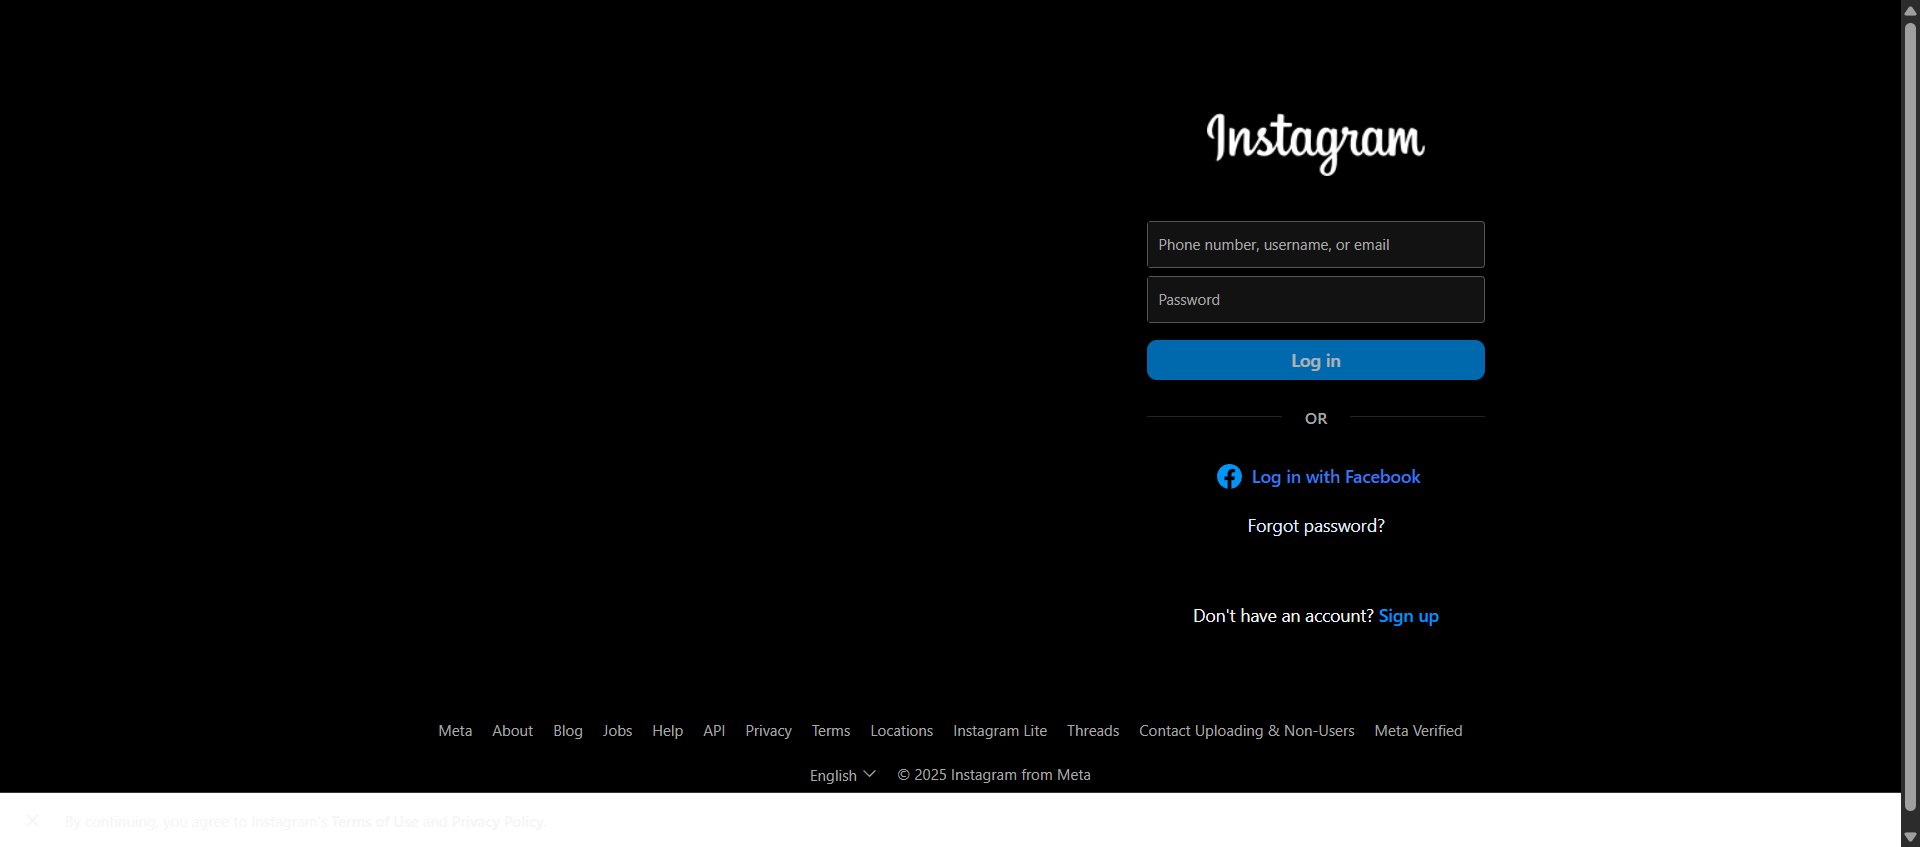 Instagram
Phone number, username, or email
Password
Log in
OR
Log in with Facebook
Forgot password?
Don't have an account? Sign up
Meta About Blog Jobs Help API Privacy Terms Locations Instagram Lite Threads Contact Uploading & Non-Users Meta Verified
English © 2025 Instagram from Meta
By continuing, you agree to Instagram's Terms of Use and Privacy Policy.